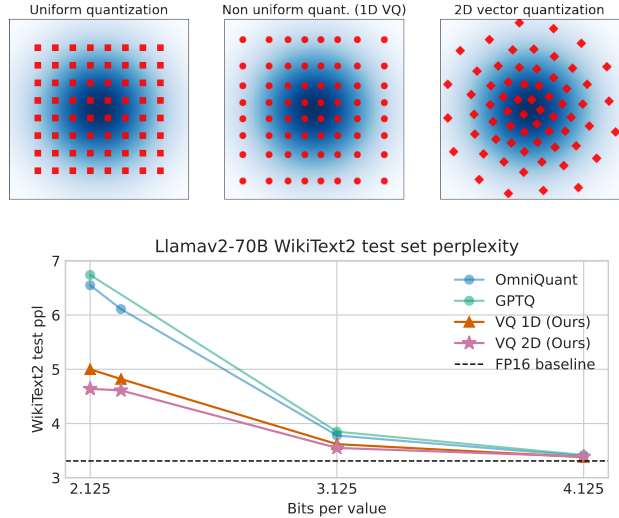 Uniform quantization
Non uniform quant. (1D VQ)
2D vector quantization
Llamav2-70B WikiText2 test set perplexity
WikiText2 test ppl
7
6
5
4
3
OmniQuant
GPTQ
VQ 1D (Ours)
VQ 2D (Ours)
FP16 baseline
2.125
3.125
4.125
Bits per value